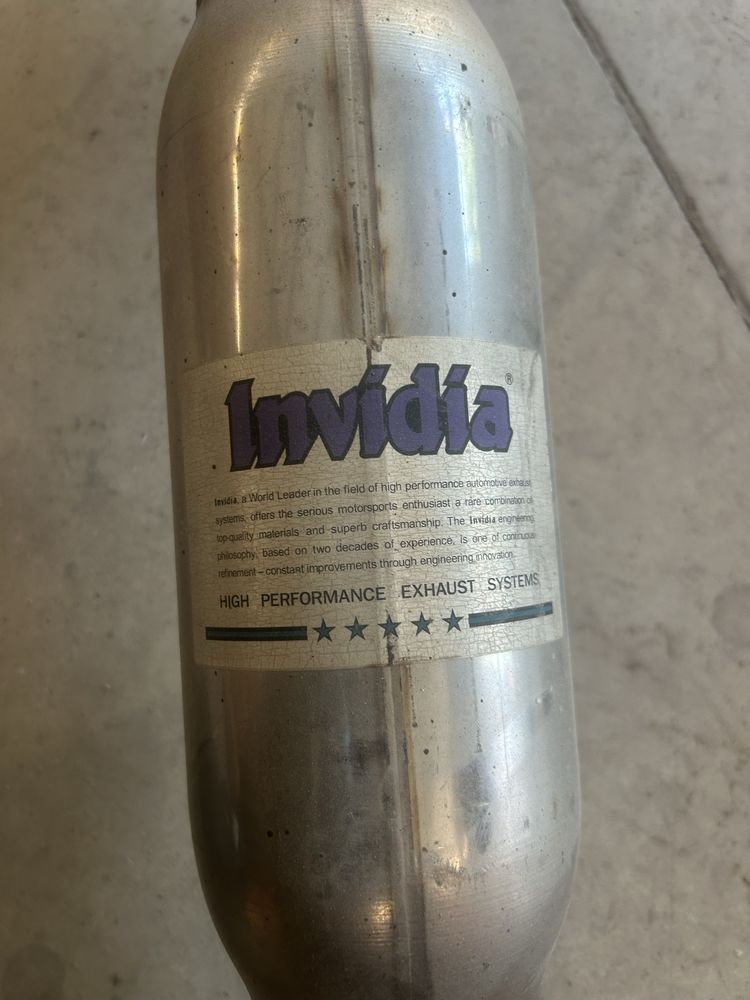 Invidia®
Invidia, a World Leader in the field of high performance automotive exhaust
systems, offers the serious motorsports enthusiast a rare combination of
top-quality materials and superb craftsmanship. The Invidia engineering
philosophy, based on two decades of experience, is one of continuous
refinement – constant improvements through engineering innovation.
HIGH PERFORMANCE EXHAUST SYSTEMS